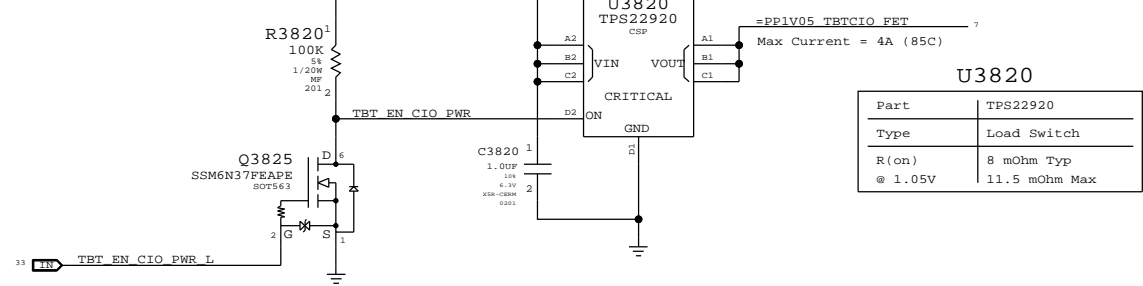 U3820
TPS22920
CSP
R3820
1
100K
5%
1/20W
MF
201
2
A2
B2
C2
VIN
VOUT
A1
B1
C1
=PP1V05_TBTCIO_FET
7
Max Current = 4A (85C)
U3820
Part TPS22920
Type Load Switch
R(on) 8 mOhm Typ
@ 1.05V 11.5 mOhm Max
CRITICAL
TBT_EN_CIO_PWR
D2
ON
GND
D1
C3820
1
1.0UF
10%
6.3V
X5R-CERM
0201
2
Q3825
SSM6N37FEAPE
SOT563
D
6
2
G
S
1
33
IN
TBT_EN_CIO_PWR_L